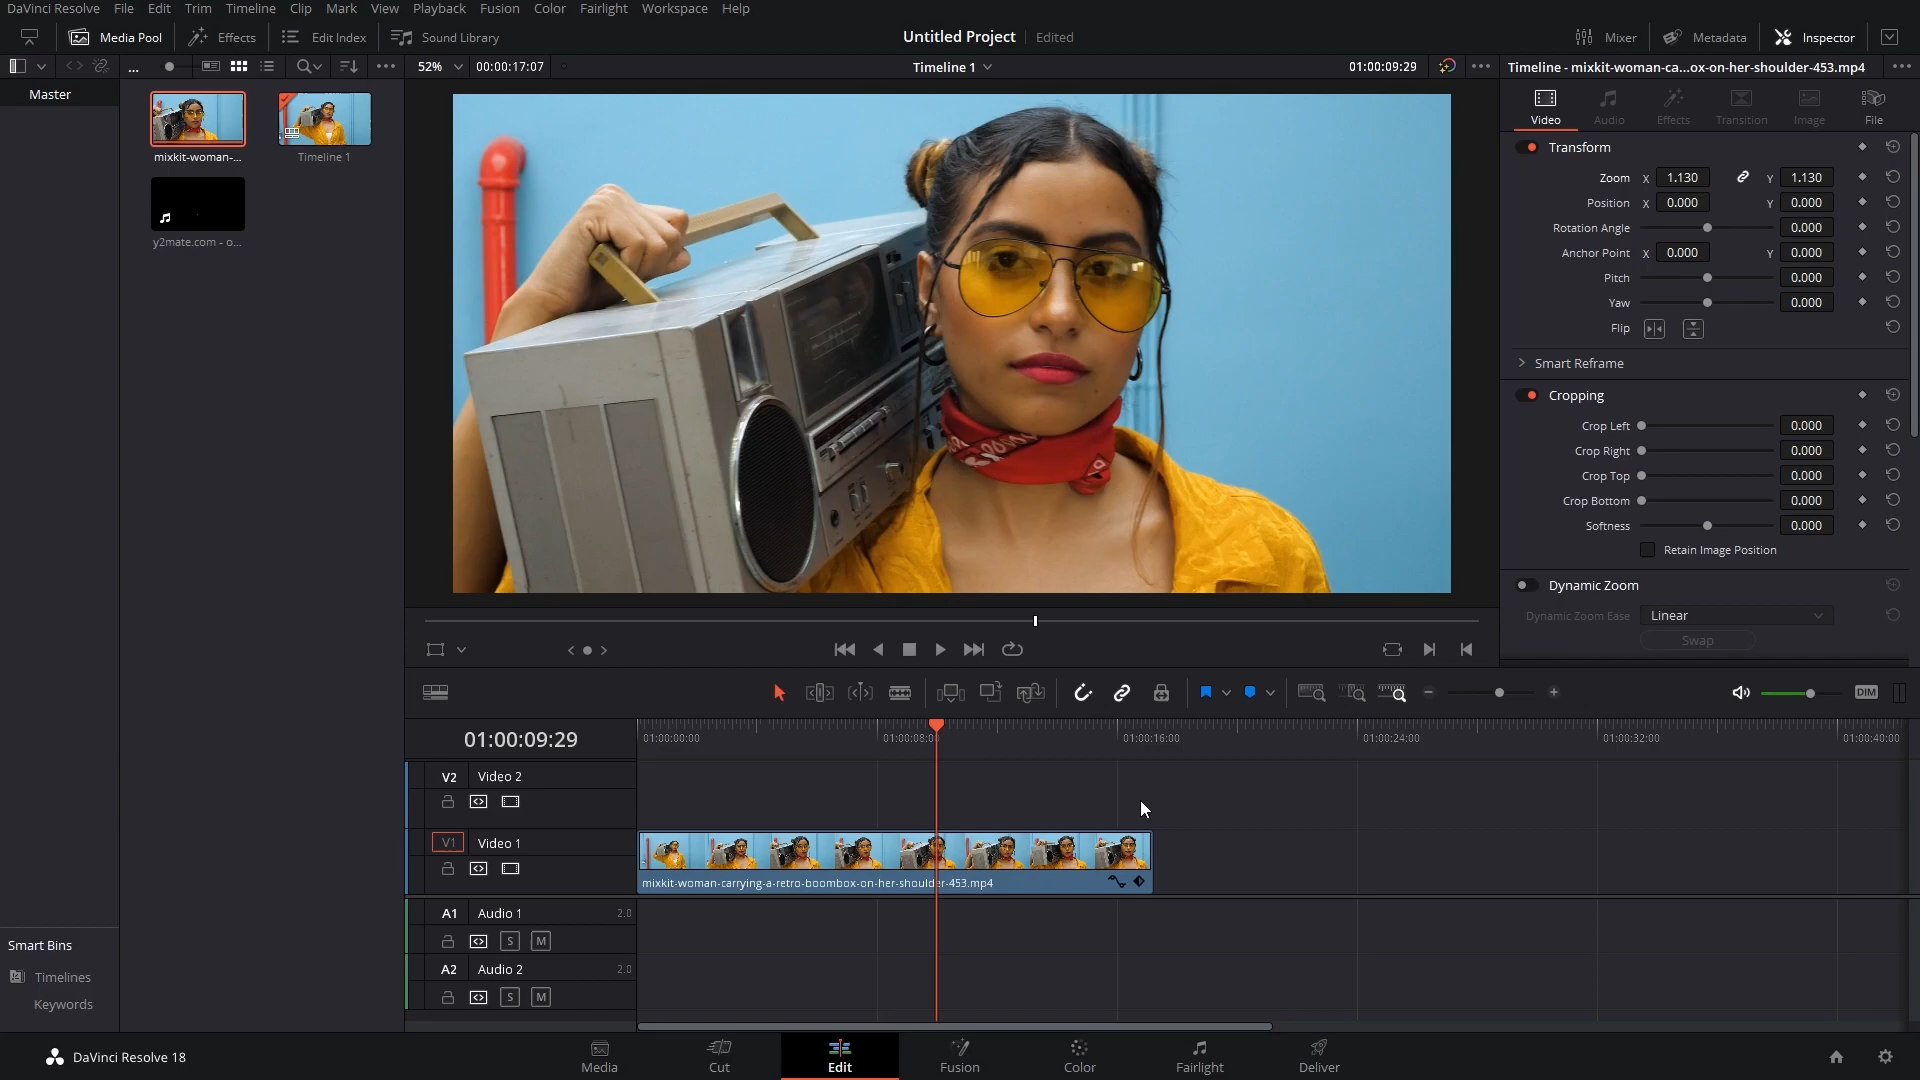 DaVinci Resolve File Edit Trim Timeline Clip Mark View Playback Fusion Color Fairlight Workspace Help
Media Pool Effects Edit Index Sound Library Untitled Project Edited Mixer Metadata Inspector
... 52% 00:00:17:07 Timeline 1 01:00:09:29 Timeline - mixkit-woman-ca...ox-on-her-shoulder-453.mp4
Master
mixkit-woman-...
Timeline 1
y2mate.com - o...
Smart Bins
Timelines
Keywords
Video Audio Effects Transition Image File
Transform
Zoom X 1.130 Y 1.130
Position X 0.000 Y 0.000
Rotation Angle 0.000
Anchor Point X 0.000 Y 0.000
Pitch 0.000
Yaw 0.000
Flip
Smart Reframe
Cropping
Crop Left 0.000
Crop Right 0.000
Crop Top 0.000
Crop Bottom 0.000
Softness 0.000
Retain Image Position
Dynamic Zoom
Dynamic Zoom Ease Linear
Swap
DIM
01:00:09:29 01:00:00:00 01:00:08:00 01:00:16:00 01:00:24:00 01:00:32:00 01:00:40:00
V2 Video 2
V1 Video 1
mixkit-woman-carrying-a-retro-boombox-on-her-shoulder-453.mp4
A1 Audio 1 2.0
S M
A2 Audio 2 2.0
S M
DaVinci Resolve 18 Media Cut Edit Fusion Color Fairlight Deliver